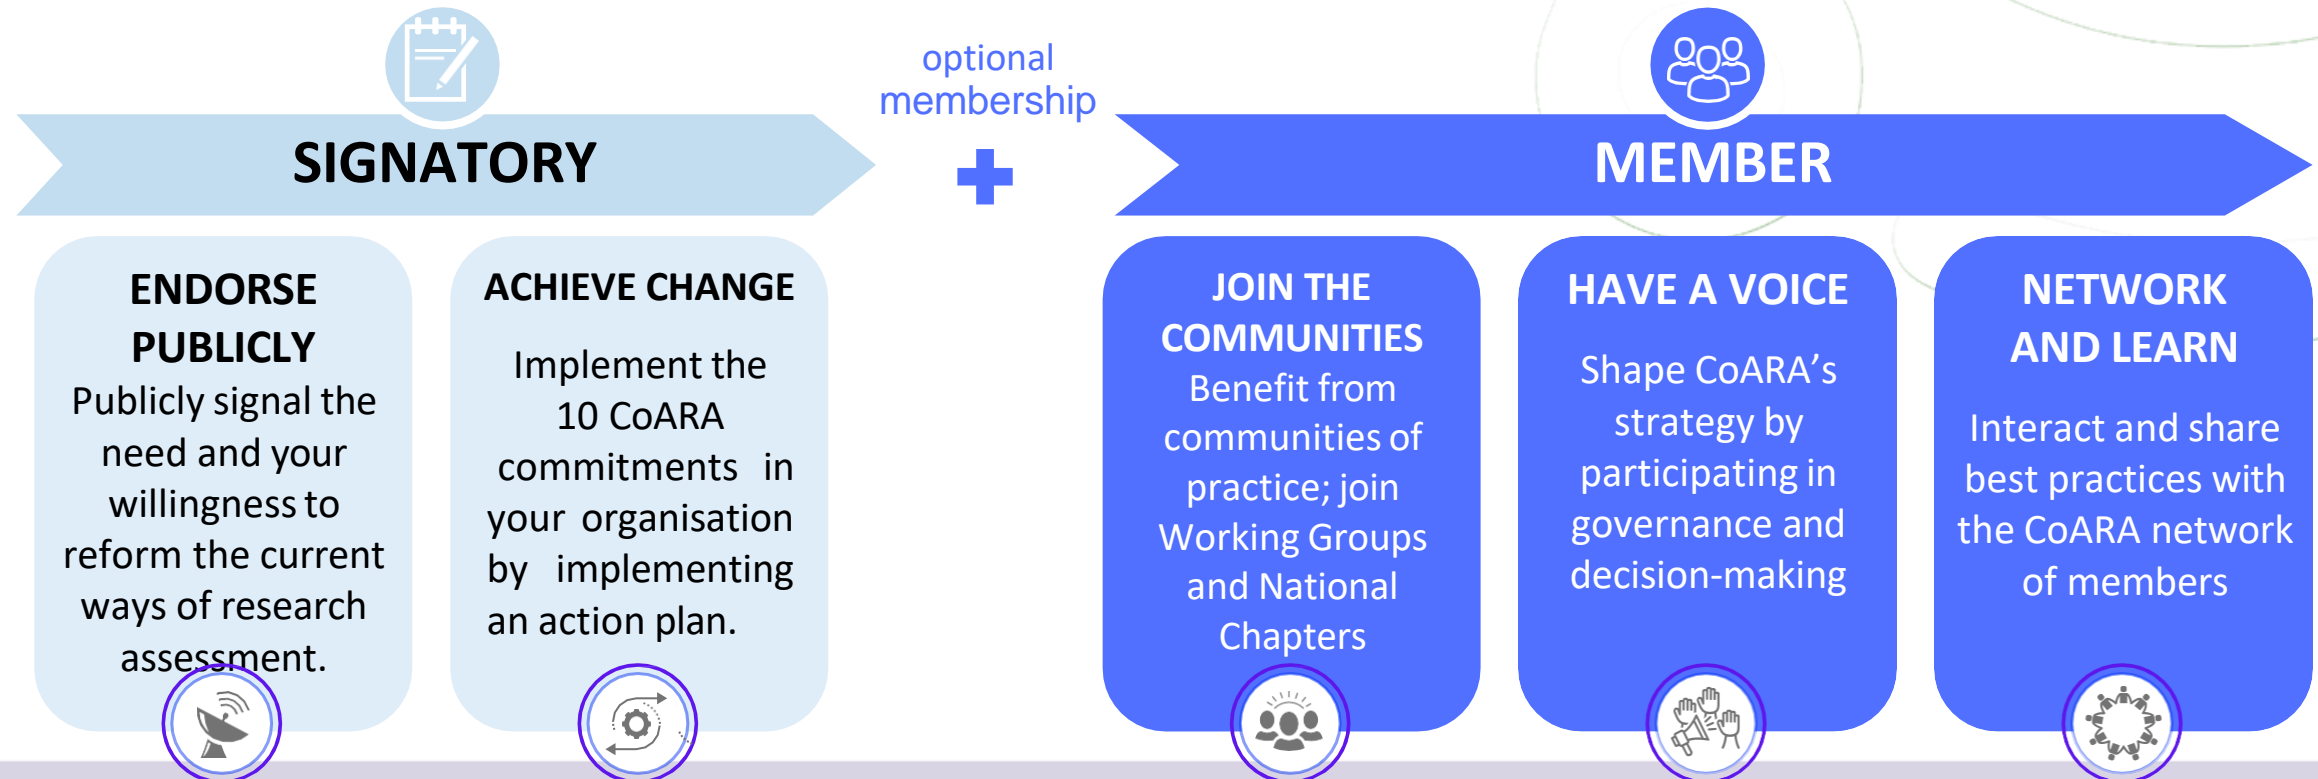 SIGNATORY
optional
membership
MEMBER
ENDORSE
PUBLICLY
Publicly signal the
need and your
willingness to
reform the current
ways of research
assessment.
ACHIEVE CHANGE
Implement the
10 CoARA
commitments in
your organisation
by implementing
an action plan.
JOIN THE
COMMUNITIES
Benefit from
communities of
practice; join
Working Groups
and National
Chapters
HAVE A VOICE
Shape CoARA’s
strategy by
participating in
governance and
decision-making
NETWORK
AND LEARN
Interact and share
best practices with
the CoARA network
of members